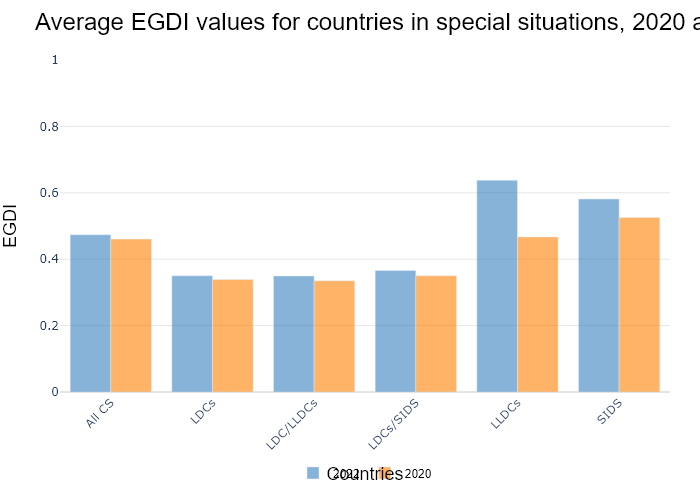 Average EGDI values for countries in special situations, 2020 a
1
0.8
0.6
0.4
0.2
0
EGDI
All CS
LDCs
LDC/LLDCs
LDCs/SIDS
LLDCs
SIDS
Countries
2022
2020